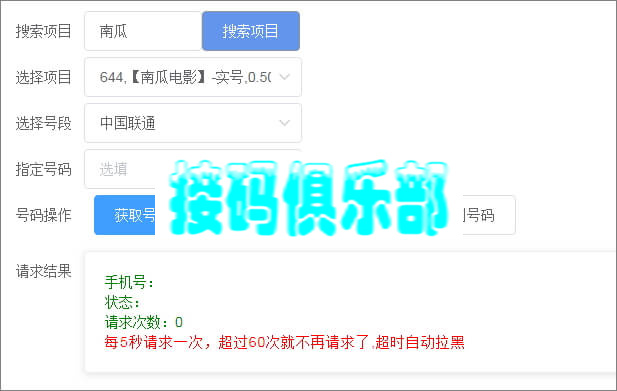 搜索项目 南瓜 搜索项目
选择项目 644,【南瓜电影】-实号,0.50
选择号段 中国联通
指定号码 选填
接码俱乐部
号码操作 获取号 号码
请求结果
手机号：
状态：
请求次数：0
每5秒请求一次，超过60次就不再请求了,超时自动拉黑